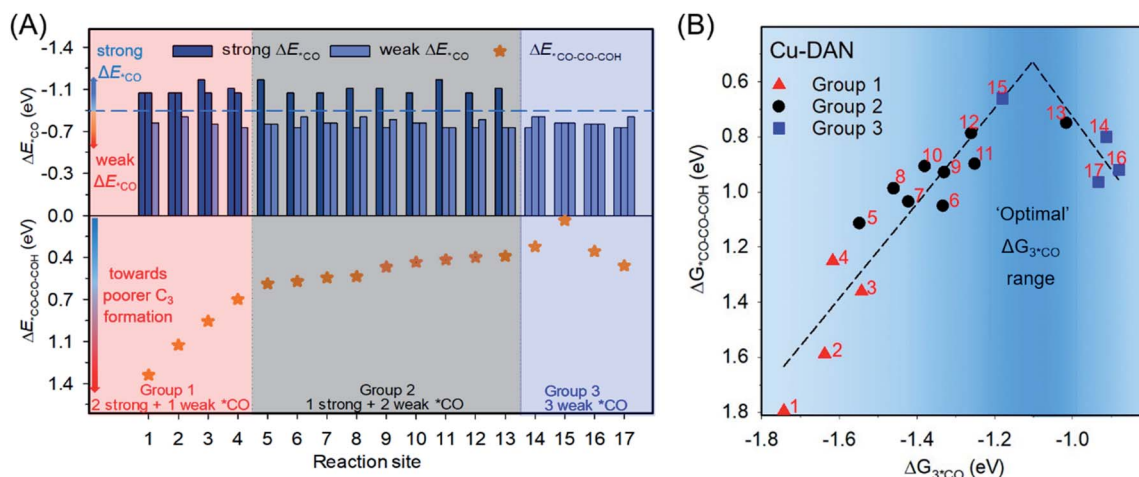 (A)
strong
ΔE*CO
weak
ΔE*CO
strong ΔE*CO
weak ΔE*CO
ΔE*CO-CO-COH
ΔE*CO (eV)
-1.4
-1.1
-0.7
-0.3
0.0
ΔE*CO-CO-COH (eV)
0.4
0.7
1.1
1.4
towards
poorer C3
formation
Group 1
2 strong + 1 weak *CO
Group 2
1 strong + 2 weak *CO
Group 3
3 weak *CO
1 2 3 4 5 6 7 8 9 10 11 12 13 14 15 16 17
Reaction site
(B)
Cu-DAN
Group 1
Group 2
Group 3
ΔG*CO-CO-COH (eV)
0.6
0.8
1.0
1.2
1.4
1.6
1.8
15
13
14
12
16
10
9
11
17
8
7
6
5
4
3
2
1
'Optimal'
ΔG3*CO
range
-1.8 -1.6 -1.4 -1.2 -1.0
ΔG3*CO (eV)